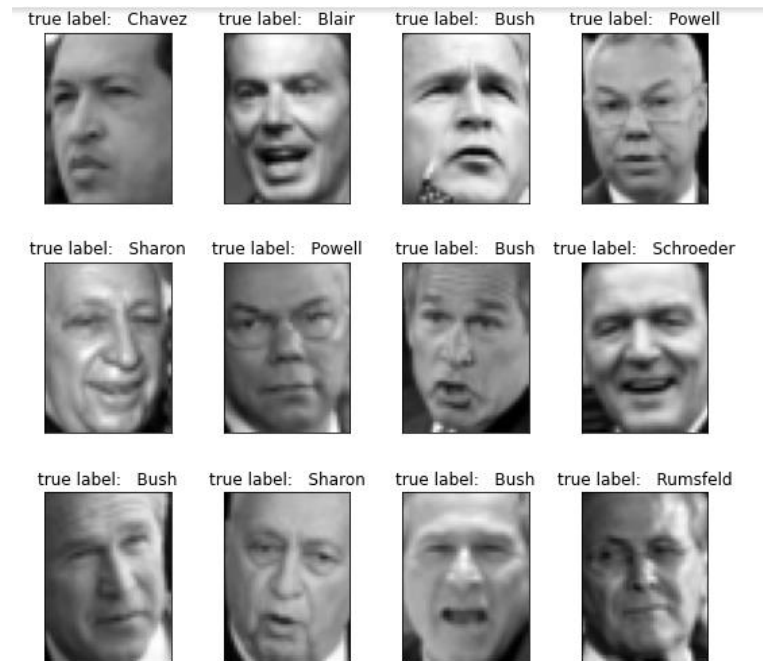 true label: Chavez
true label: Blair
true label: Bush
true label: Powell
true label: Sharon
true label: Powell
true label: Bush
true label: Schroeder
true label: Bush
true label: Sharon
true label: Bush
true label: Rumsfeld